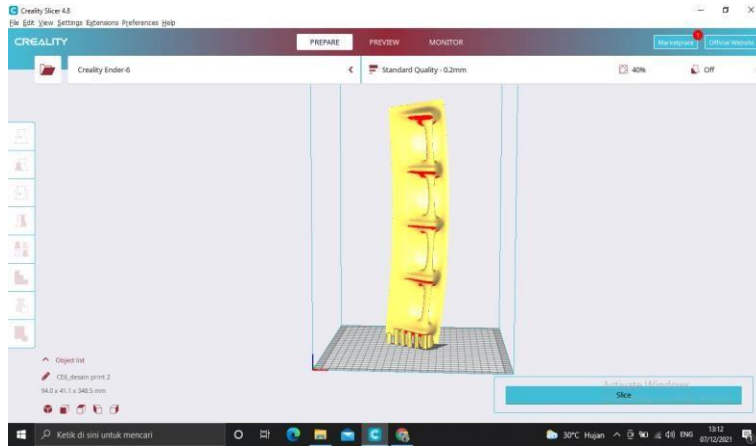 Creality Slicer 4.8
File Edit View Settings Extensions Preferences Help
CREALITY PREPARE PREVIEW MONITOR Marketplace 1 Official Website
Creality Ender-6 Standard Quality - 0.2mm 40% Off
Object list
CES_desain print 2
94.0 x 41.1 x 348.5 mm
Activate Windows
Slice
Ketik di sini untuk mencari 30°C Hujan ENG 13:12
07/12/2021